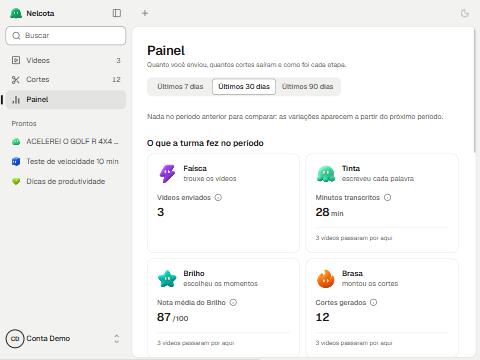 Nelcota
Buscar
Vídeos 3
Cortes 12
Painel
Prontos
ACELEREI O GOLF R 4X4 ...
Teste de velocidade 10 min
Dicas de produtividade
CD Conta Demo
Painel
Quanto você enviou, quantos cortes saíram e como foi cada etapa.
Últimos 7 dias Últimos 30 dias Últimos 90 dias
Nada no período anterior para comparar: as variações aparecem a partir do próximo período.
O que a turma fez no período
Faísca
trouxe os vídeos
Vídeos enviados
3
Tinta
escreveu cada palavra
Minutos transcritos
28 min
3 vídeos passaram por aqui
Brilho
escolheu os momentos
Nota média do Brilho
87 /100
3 vídeos passaram por aqui
Brasa
montou os cortes
Cortes gerados
12
3 vídeos passaram por aqui